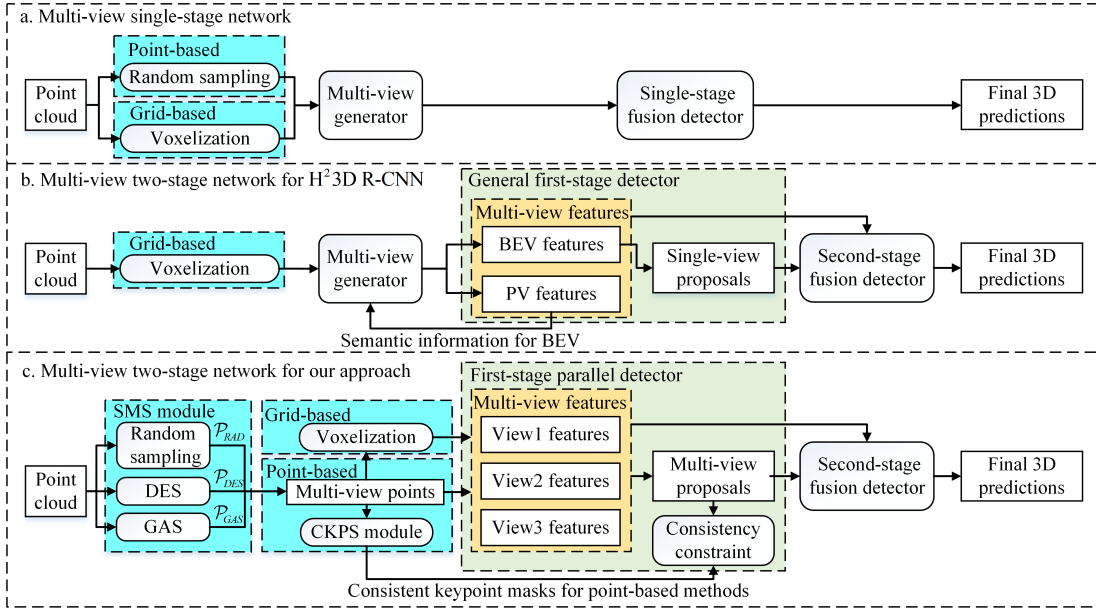 a. Multi-view single-stage network
Point-based
Random sampling
Point
cloud
Grid-based
Voxelization
Multi-view
generator
Single-stage
fusion detector
Final 3D
predictions
b. Multi-view two-stage network for H²3D R-CNN
General first-stage detector
Multi-view features
Grid-based
Point
cloud
Voxelization
Multi-view
generator
BEV features
PV features
Single-view
proposals
Second-stage
fusion detector
Final 3D
predictions
Semantic information for BEV
c. Multi-view two-stage network for our approach
First-stage parallel detector
SMS module
Grid-based
Multi-view features
Point
cloud
Random
sampling
P_RAD
DES
P_DES
GAS
P_GAS
Voxelization
Point-based
Multi-view points
CKPS module
View1 features
View2 features
View3 features
Multi-view
proposals
Consistency
constraint
Second-stage
fusion detector
Final 3D
predictions
Consistent keypoint masks for point-based methods